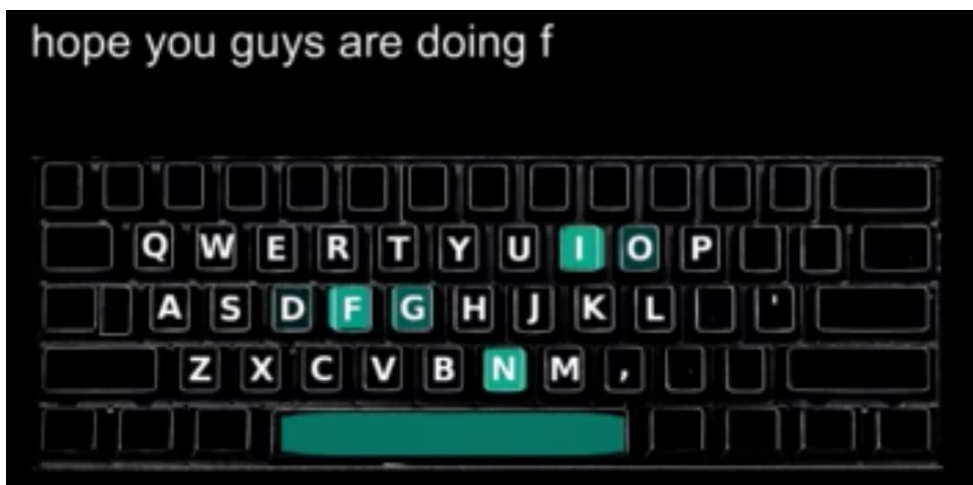 hope you guys are doing f
Q W E R T Y U I O P
A S D F G H J K L '
Z X C V B N M ,